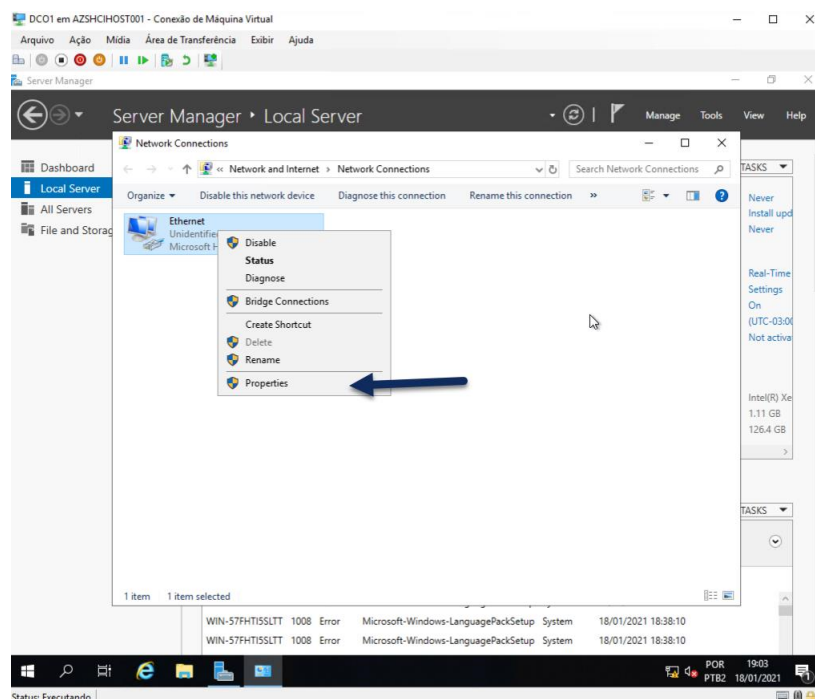 DCO1 em AZSHCIHOST001 - Conexão de Máquina Virtual
Arquivo Ação Mídia Área de Transferência Exibir Ajuda
Server Manager
Server Manager Local Server
Manage Tools View Help
Network Connections
« Network and Internet › Network Connections
Search Network Connections
Organize Disable this network device Diagnose this connection Rename this connection »
Dashboard
Local Server
All Servers
File and Storag
Ethernet
Unidentifie
Microsoft H
Disable
Status
Diagnose
Bridge Connections
Create Shortcut
Delete
Rename
Properties
TASKS
Never
Install upd
Never
Real-Time
Settings
On
(UTC-03:00
Not activa
Intel(R) Xe
1.11 GB
126.4 GB
TASKS
1 item 1 item selected
WIN-57FHTI5SLTT 1008 Error Microsoft-Windows-LanguagePackSetup System 18/01/2021 18:38:10
WIN-57FHTI5SLTT 1008 Error Microsoft-Windows-LanguagePackSetup System 18/01/2021 18:38:10
POR 19:03
PTB2 18/01/2021
Status: Executando